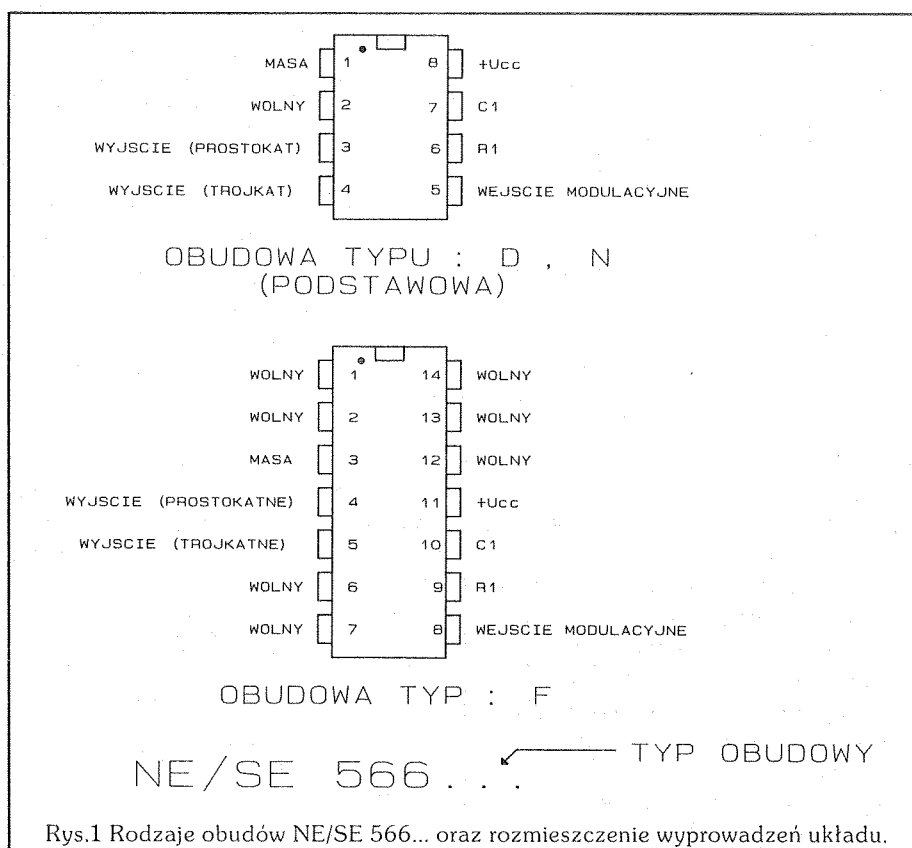 MASA 1 8 +Ucc
WOLNY 2 7 C1
WYJSCIE (PROSTOKAT) 3 6 R1
WYJSCIE (TROJKAT) 4 5 WEJSCIE MODULACYJNE
OBUDOWA TYPU : D , N
(PODSTAWOWA)
WOLNY 1 14 WOLNY
WOLNY 2 13 WOLNY
MASA 3 12 WOLNY
WYJSCIE (PROSTOKATNE) 4 11 +Ucc
WYJSCIE (TROJKATNE) 5 10 C1
WOLNY 6 9 R1
WOLNY 7 8 WEJSCIE MODULACYJNE
OBUDOWA TYP : F
TYP OBUDOWY
NE/SE 566...
Rys.1 Rodzaje obudów NE/SE 566... oraz rozmieszczenie wyprowadzeń układu.